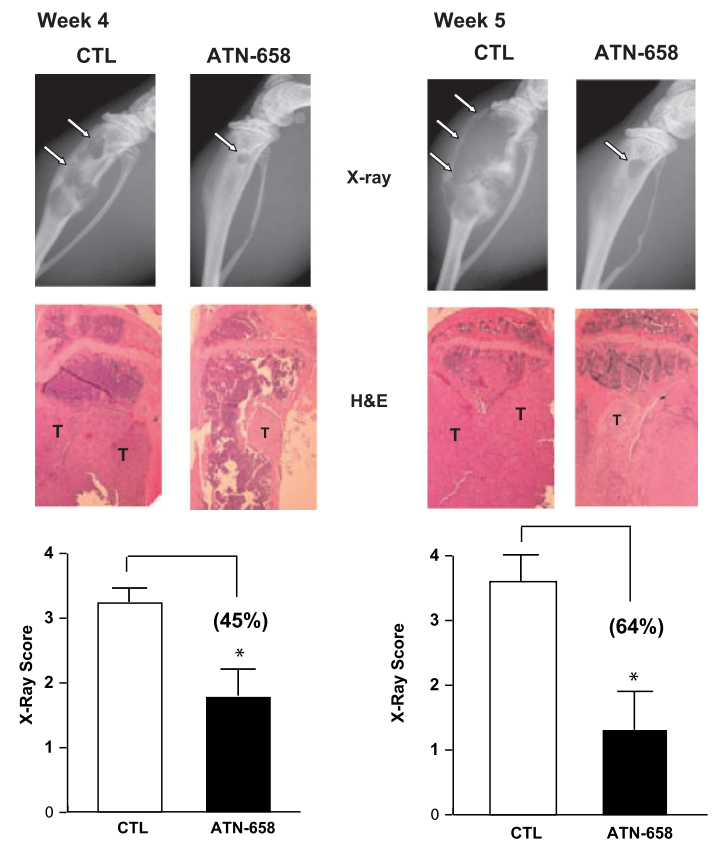 Week 4
Week 5
CTL
ATN-658
CTL
ATN-658
X-ray
H&E
T
T
T
T
T
T
4
3
2
1
0
X-Ray Score
(45%)
*
CTL
ATN-658
4
3
2
1
0
X-Ray Score
(64%)
*
CTL
ATN-658